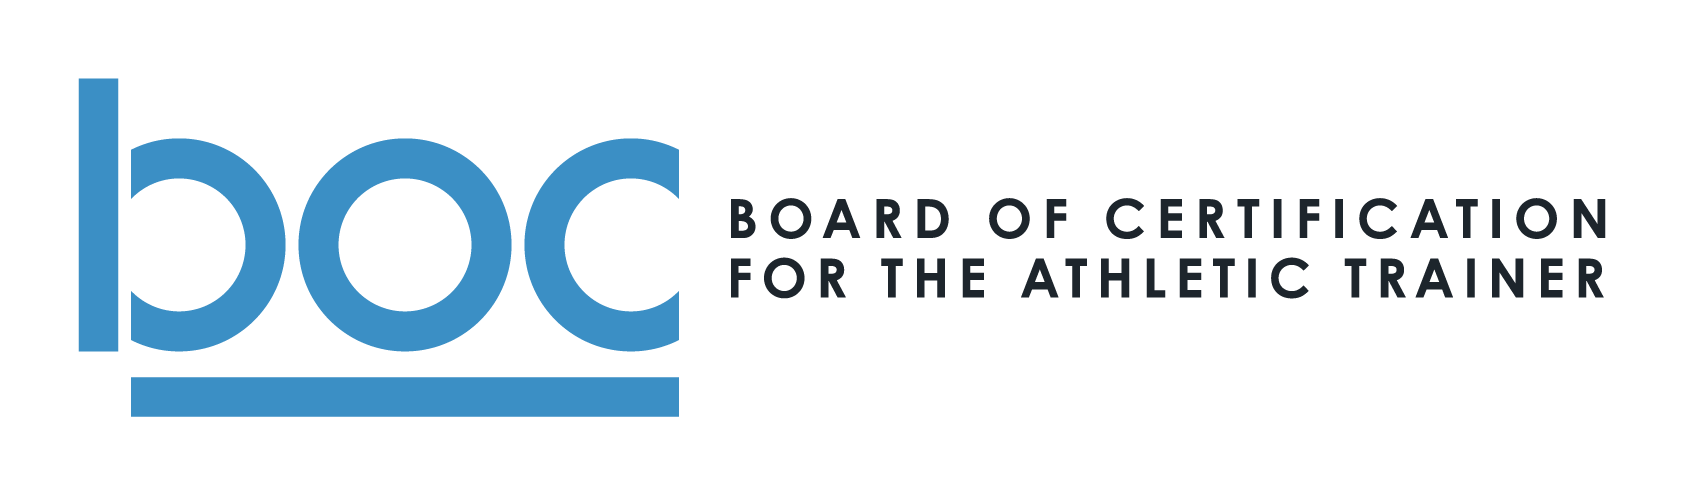 boc
BOARD OF CERTIFICATION
FOR THE ATHLETIC TRAINER